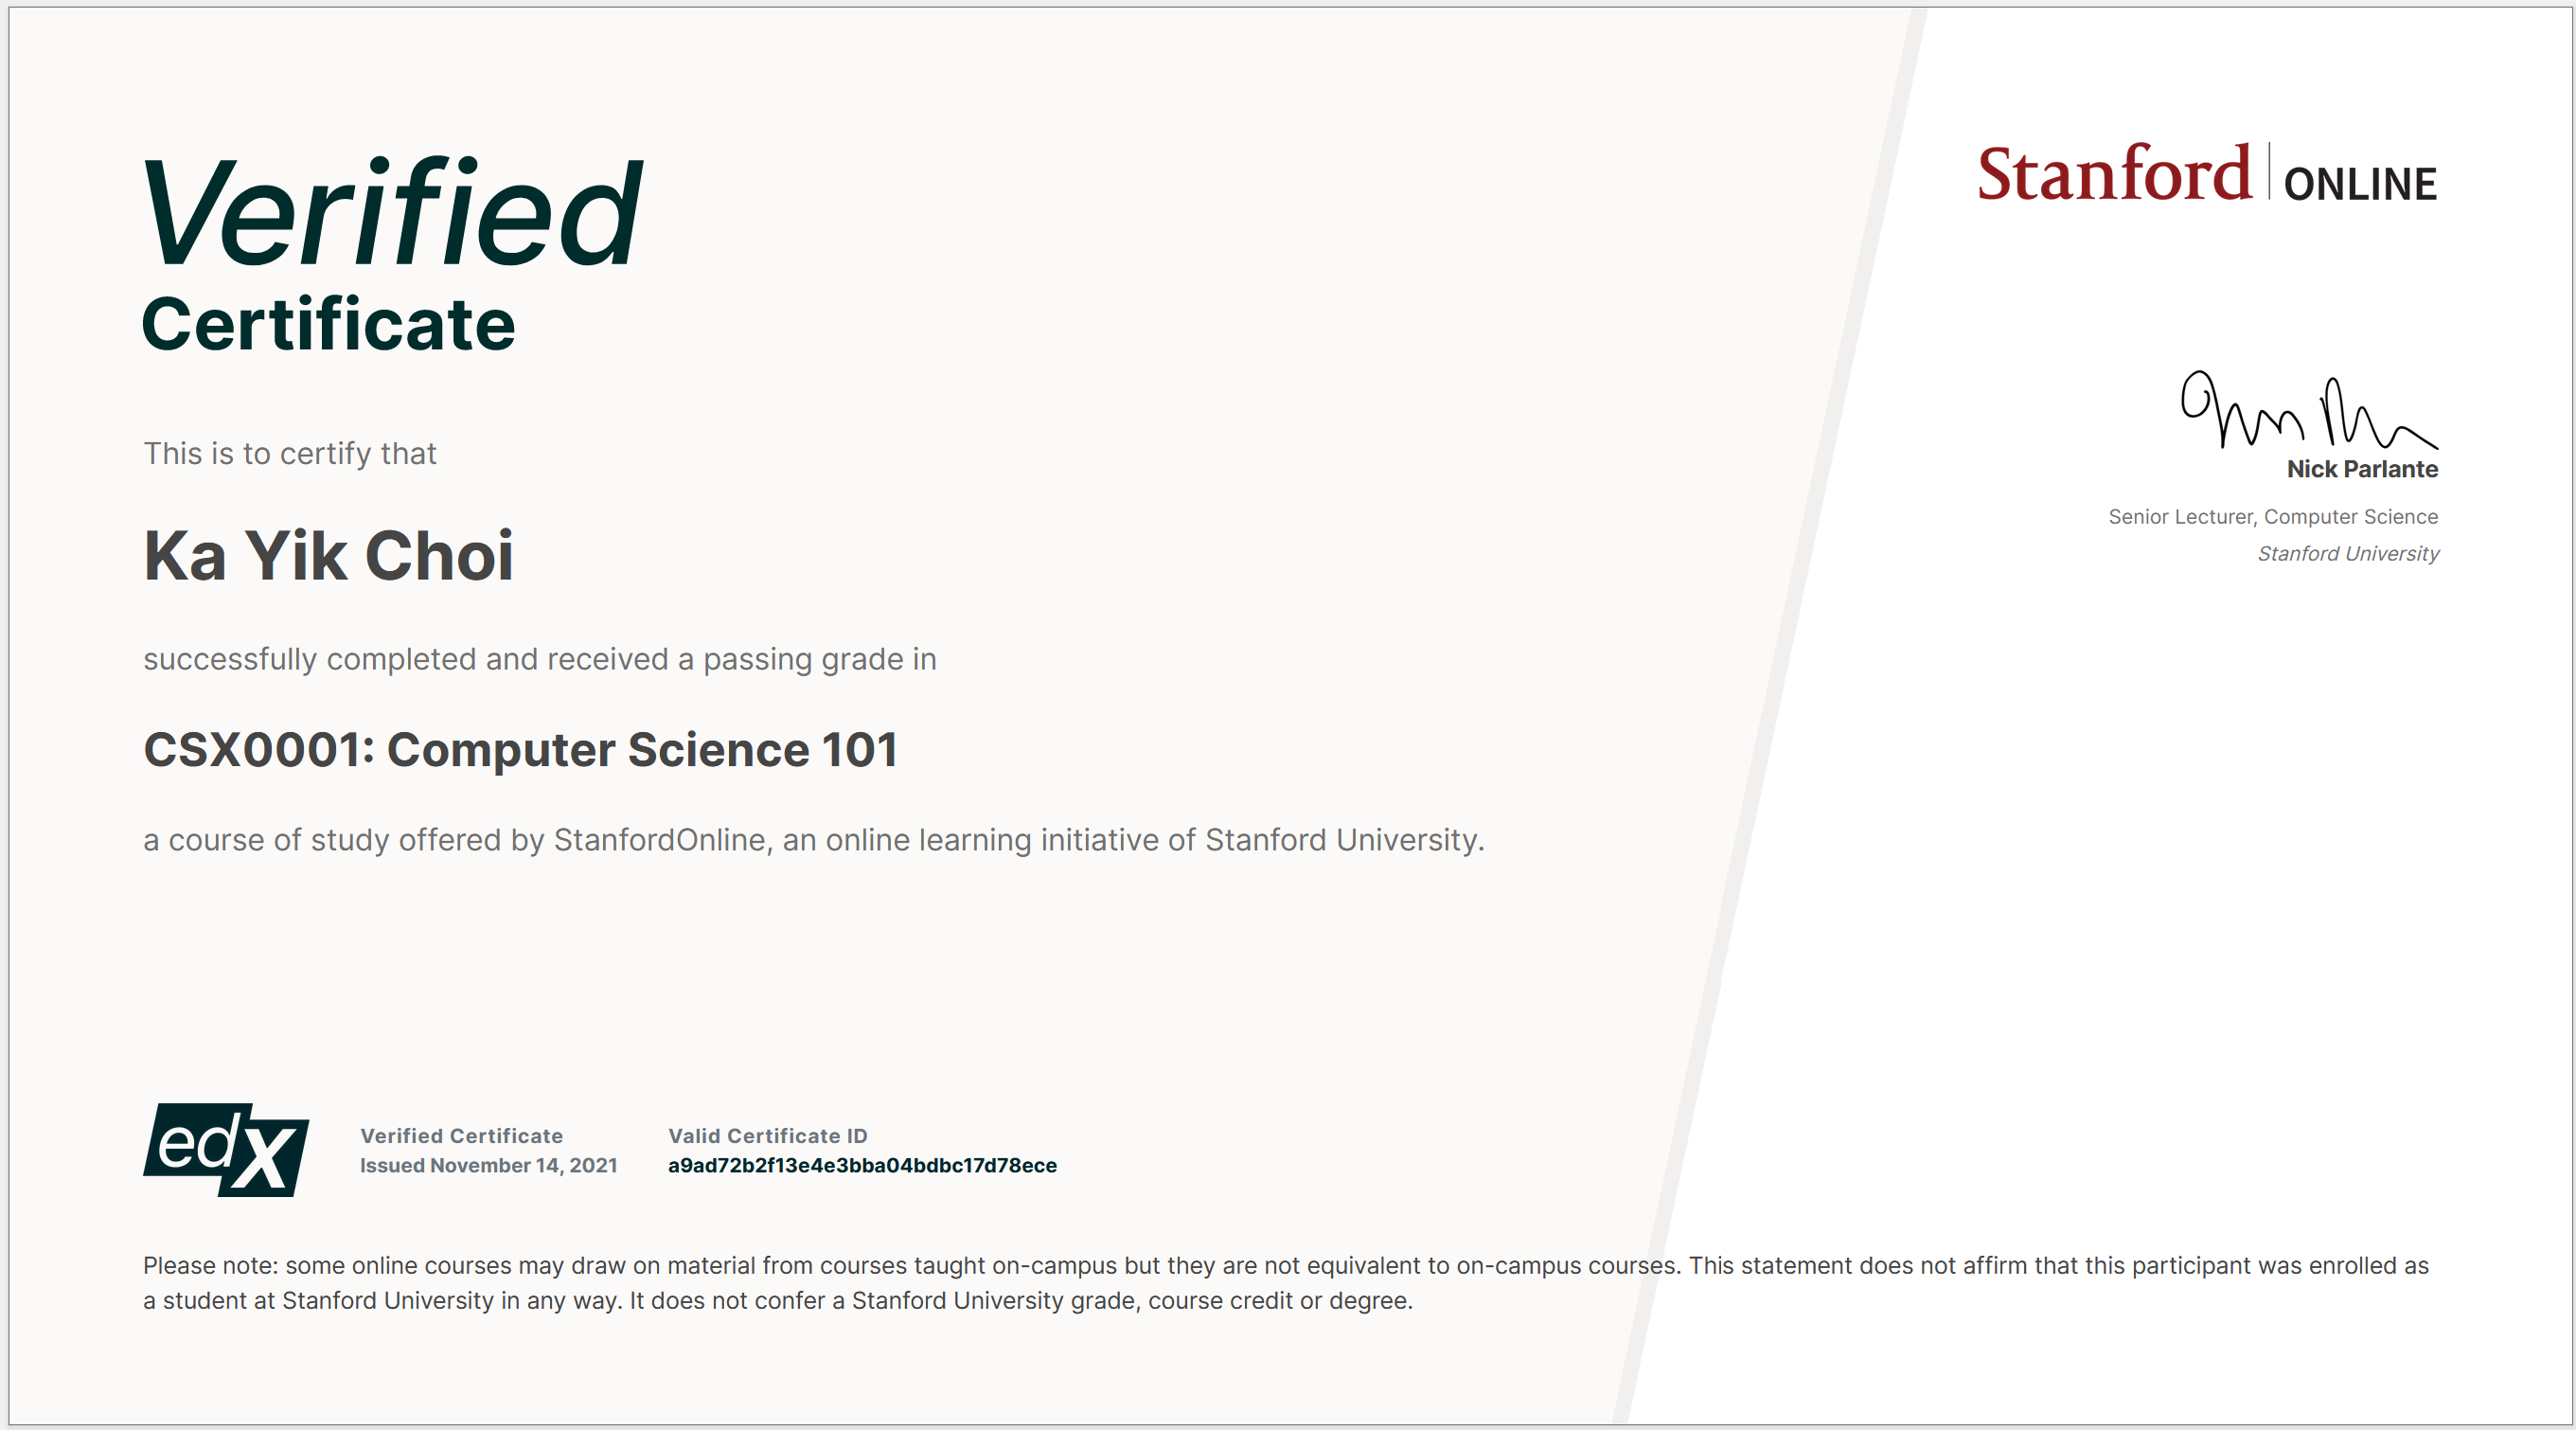 Verified
Certificate
This is to certify that
Ka Yik Choi
successfully completed and received a passing grade in
CSX0001: Computer Science 101
a course of study offered by StanfordOnline, an online learning initiative of Stanford University.
Stanford | ONLINE
Nick Parlante
Senior Lecturer, Computer Science
Stanford University
edX
Verified Certificate
Issued November 14, 2021
Valid Certificate ID
a9ad72b2f13e4e3bba04bdbc17d78ece
Please note: some online courses may draw on material from courses taught on-campus but they are not equivalent to on-campus courses. This statement does not affirm that this participant was enrolled as
a student at Stanford University in any way. It does not confer a Stanford University grade, course credit or degree.